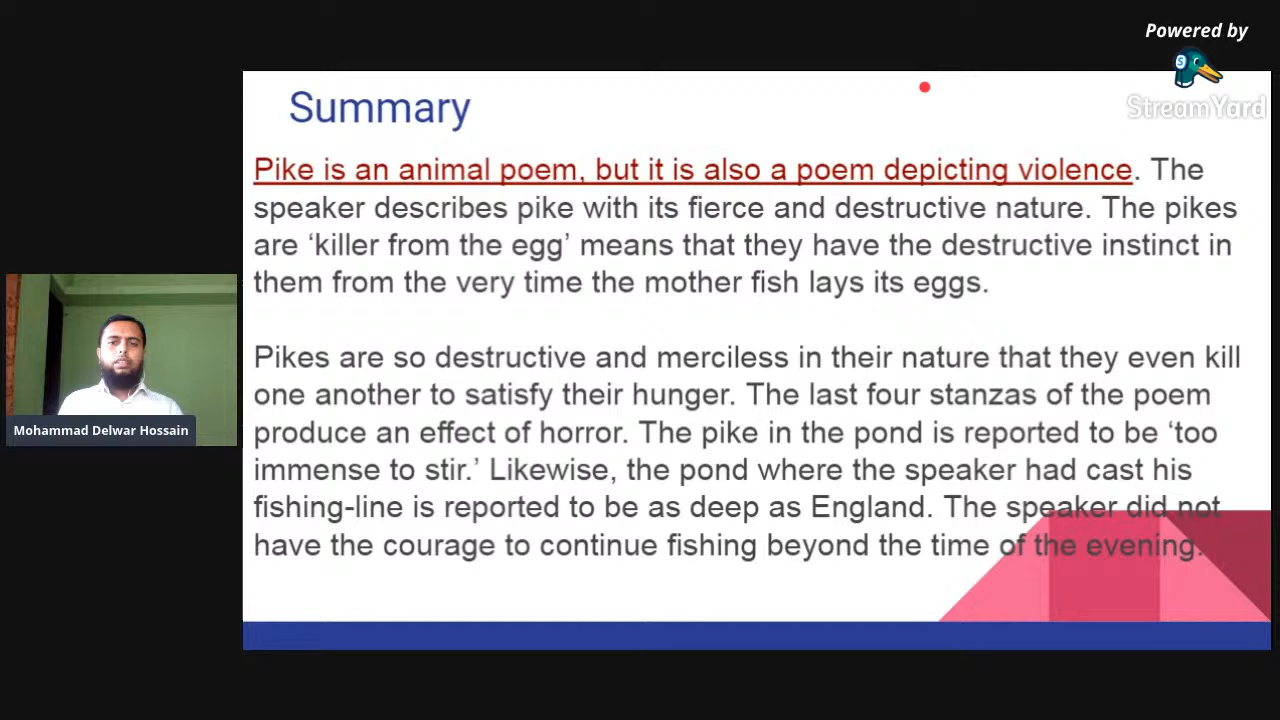 Powered by
StreamYard
Summary
Pike is an animal poem, but it is also a poem depicting violence. The
speaker describes pike with its fierce and destructive nature. The pikes
are ‘killer from the egg’ means that they have the destructive instinct in
them from the very time the mother fish lays its eggs.
Pikes are so destructive and merciless in their nature that they even kill
one another to satisfy their hunger. The last four stanzas of the poem
produce an effect of horror. The pike in the pond is reported to be ‘too
immense to stir.’ Likewise, the pond where the speaker had cast his
fishing-line is reported to be as deep as England. The speaker did not
have the courage to continue fishing beyond the time of the evening.
Mohammad Delwar Hossain